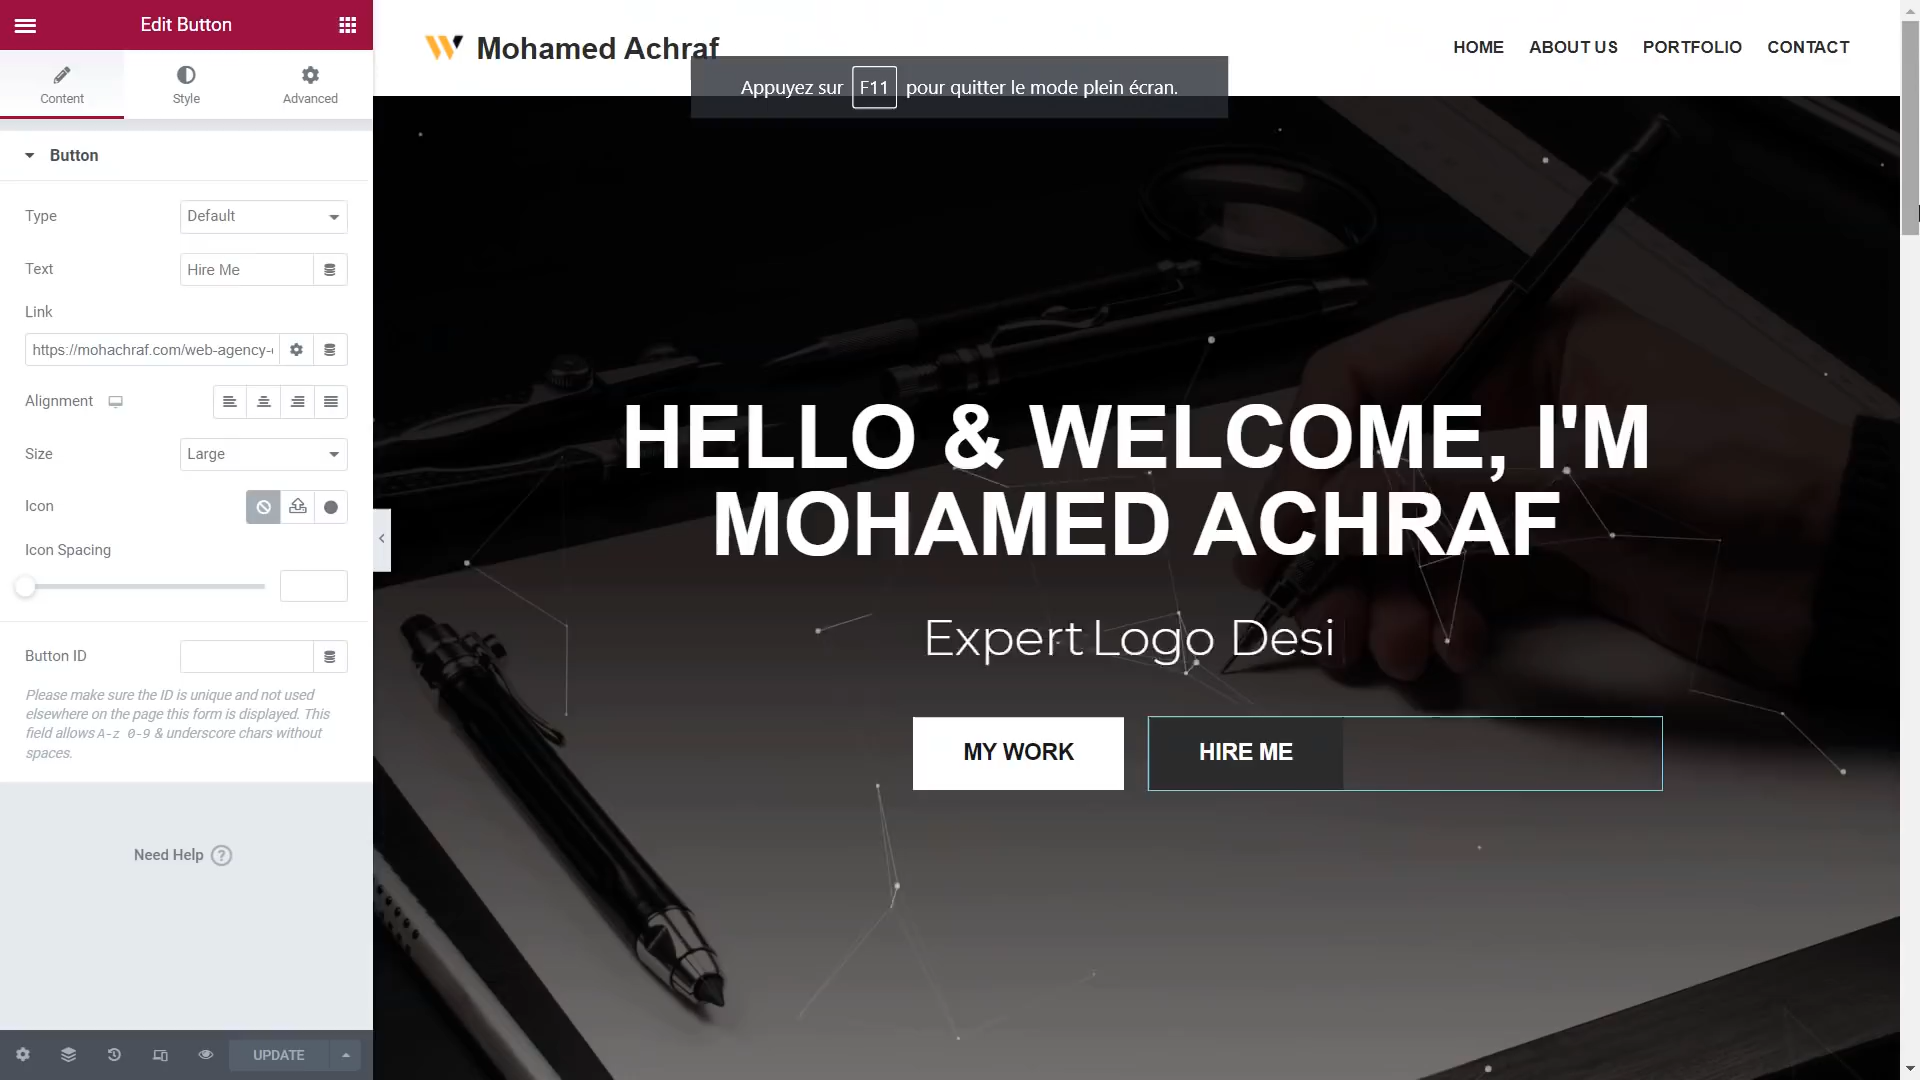 Edit Button
Content
Style
Advanced
Button
Type
Default
Text
Hire Me
Link
https://mohachraf.com/web-agency-
Alignment
Size
Large
Icon
Icon Spacing
Button ID
Please make sure the ID is unique and not used
elsewhere on the page this form is displayed. This
field allows A-z 0-9 & underscore chars without
spaces.
Need Help
UPDATE
Mohamed Achraf
HOME ABOUT US PORTFOLIO CONTACT
Appuyez sur F11 pour quitter le mode plein écran.
HELLO & WELCOME, I'M
MOHAMED ACHRAF
Expert Logo Desi
MY WORK
HIRE ME